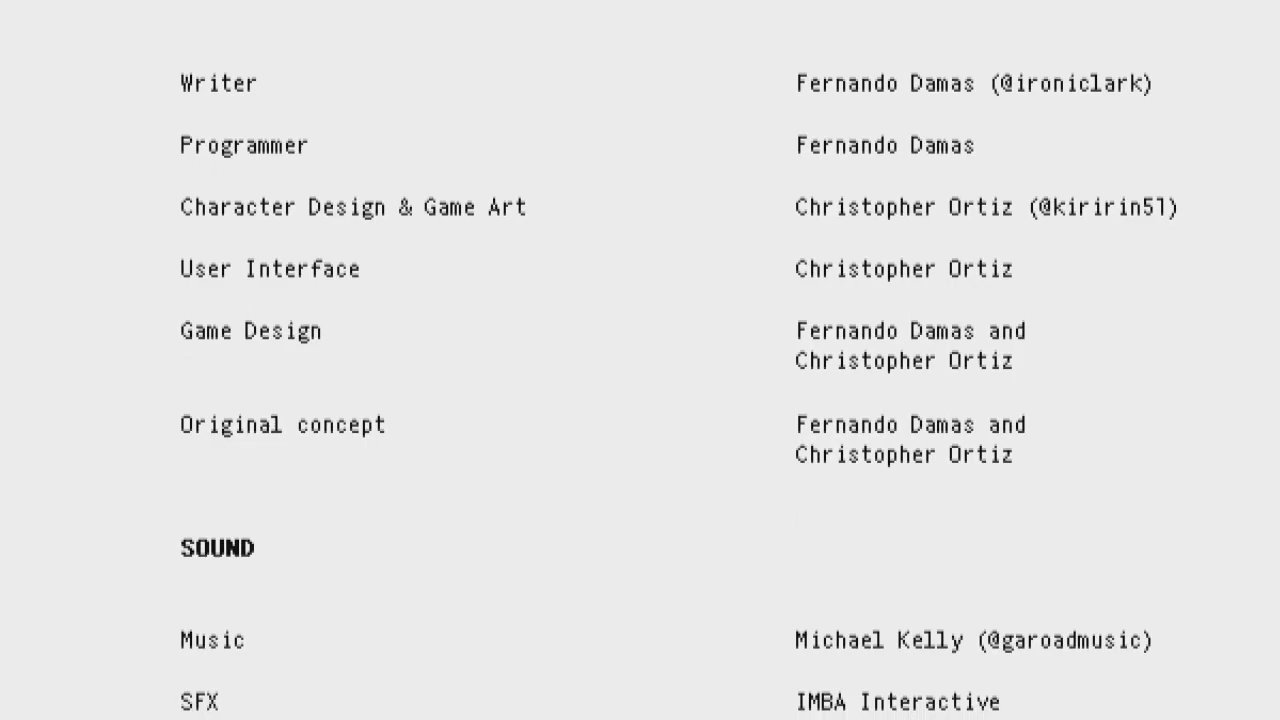 Writer Fernando Damas (@ironiclark)
Programmer Fernando Damas
Character Design & Game Art Christopher Ortiz (@kiririn51)
User Interface Christopher Ortiz
Game Design Fernando Damas and
Christopher Ortiz
Original concept Fernando Damas and
Christopher Ortiz
SOUND
Music Michael Kelly (@garoadmusic)
SFX IMBA Interactive